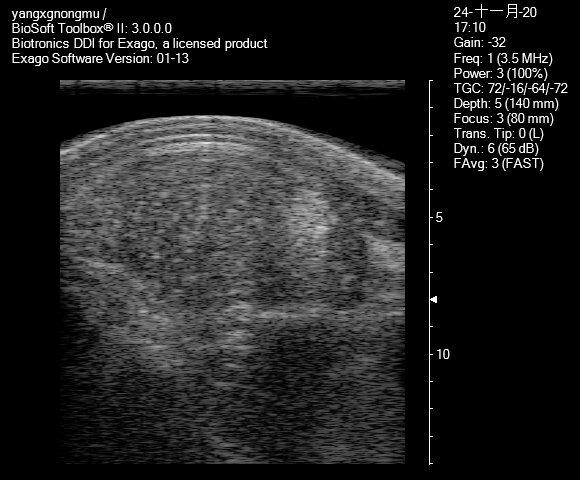 yangxgnongmu /
BioSoft Toolbox® II: 3.0.0.0
Biotronics DDI for Exago, a licensed product
Exago Software Version: 01-13
24-十一月-20
17:10
Gain: -32
Freq: 1 (3.5 MHz)
Power: 3 (100%)
TGC: 72/-16/-64/-72
Depth: 5 (140 mm)
Focus: 3 (80 mm)
Trans. Tip: 0 (L)
Dyn.: 6 (65 dB)
FAvg: 3 (FAST)
5
10